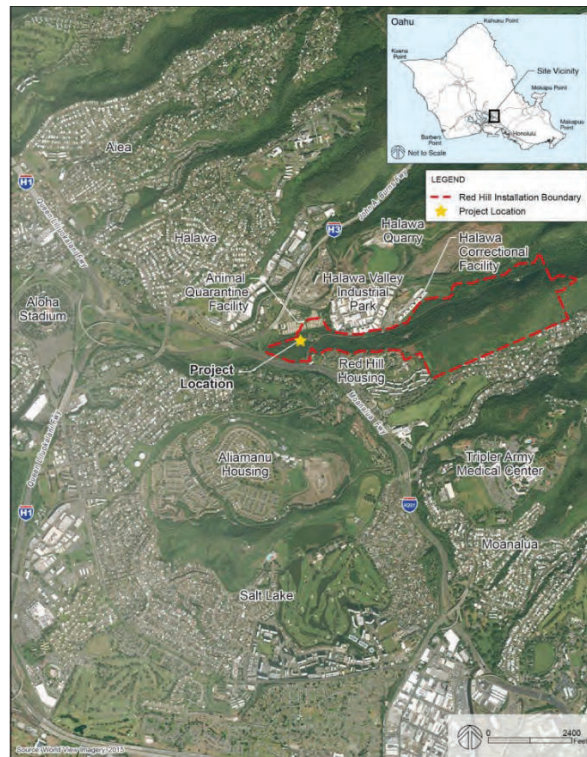 Oahu
Kahuku Point
Kaena
Point
Site Vicinity
Mokapu Point
Makapuu
Point
Barbers
Point
Honolulu
Not to Scale
LEGEND
Red Hill Installation Boundary
Project Location
Aiea
H1
H3
Halawa
Halawa
Quarry
Halawa
Correctional
Facility
Animal
Quarantine
Facility
Halawa Valley
Industrial
Park
Aloha
Stadium
Project
Location
Red Hill
Housing
Moanalua Fwy
Aliamanu
Housing
Tripler Army
Medical Center
H1
Moanalua
Salt Lake
0 2400
Feet
Source: World View Imagery, 2015